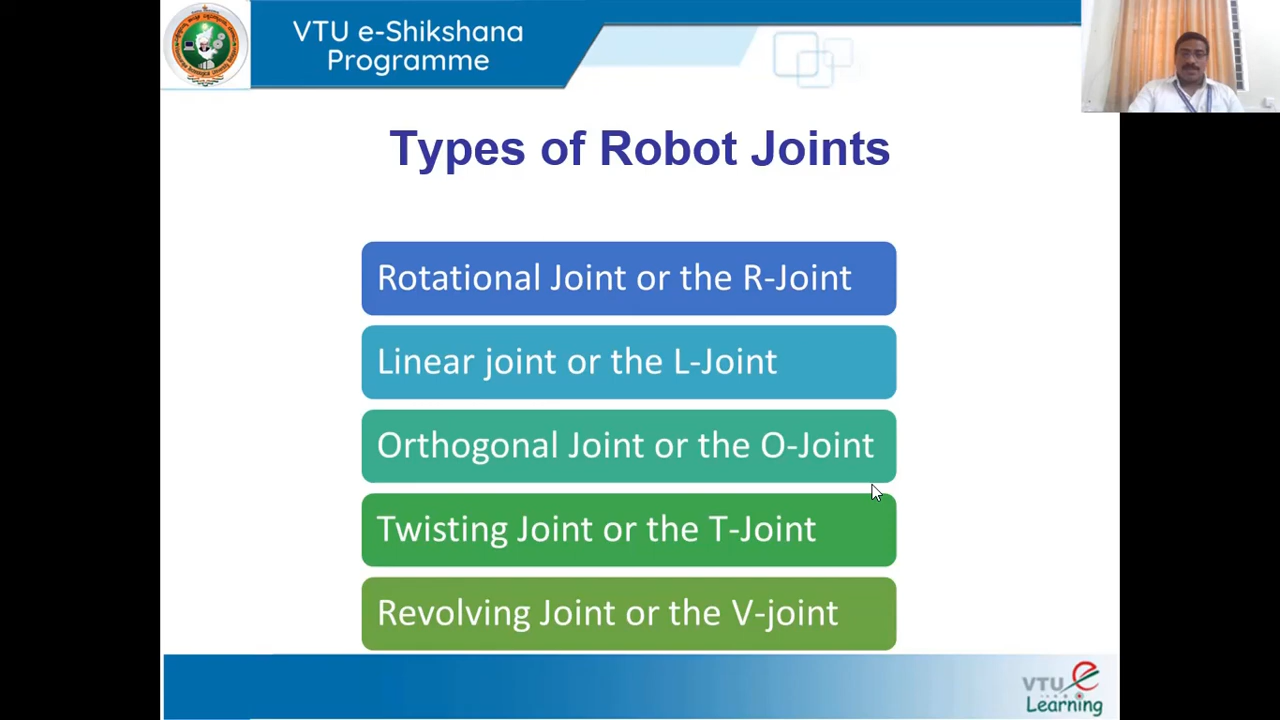 VTU e-Shikshana
Programme
Types of Robot Joints
Rotational Joint or the R-Joint
Linear joint or the L-Joint
Orthogonal Joint or the O-Joint
Twisting Joint or the T-Joint
Revolving Joint or the V-joint
VTU e
Learning